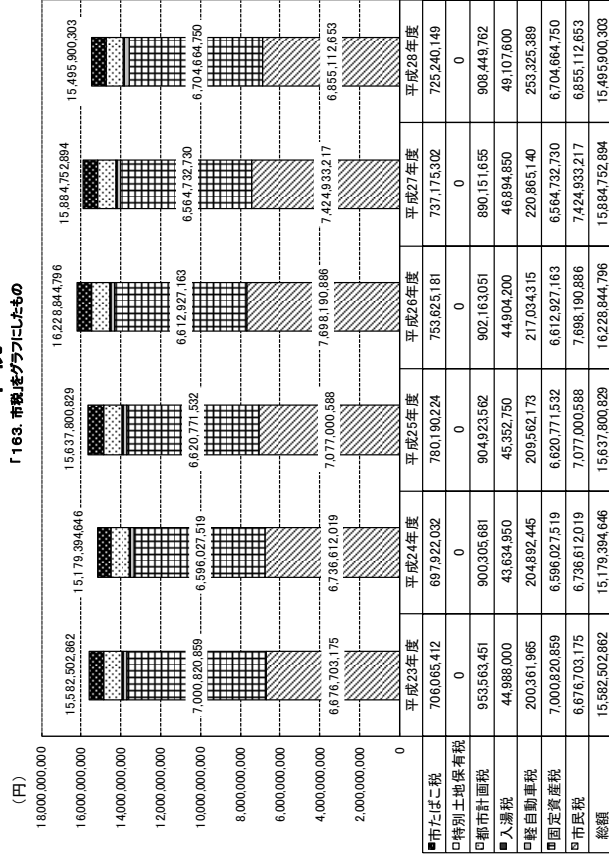 「163. 市税」をグラフにしたもの
(円)
18,000,000,000
16,000,000,000
14,000,000,000
12,000,000,000
10,000,000,000
8,000,000,000
6,000,000,000
4,000,000,000
2,000,000,000
0
15,582,502,862
7,000,820,859
6,676,703,175
15,179,394,646
6,596,027,519
6,736,612,019
15,637,800,829
6,620,771,532
7,077,000,588
16,228,844,796
6,612,927,163
7,698,190,886
15,884,752,894
6,564,732,730
7,424,933,217
15,495,900,303
6,704,664,750
6,855,112,653
平成23年度 平成24年度 平成25年度 平成26年度 平成27年度 平成28年度
市たばこ税 706,065,412 697,922,032 780,190,224 753,625,181 737,175,302 725,240,149
特別土地保有税 0 0 0 0 0 0
都市計画税 953,563,451 900,305,681 904,923,562 902,163,051 890,151,655 908,449,762
入湯税 44,988,000 43,634,950 45,352,750 44,904,200 46,894,850 49,107,600
軽自動車税 200,361,965 204,892,445 209,562,173 217,034,315 220,865,140 253,325,389
固定資産税 7,000,820,859 6,596,027,519 6,620,771,532 6,612,927,163 6,564,732,730 6,704,664,750
市民税 6,676,703,175 6,736,612,019 7,077,000,588 7,698,190,886 7,424,933,217 6,855,112,653
総額 15,582,502,862 15,179,394,646 15,637,800,829 16,228,844,796 15,884,752,894 15,495,900,303